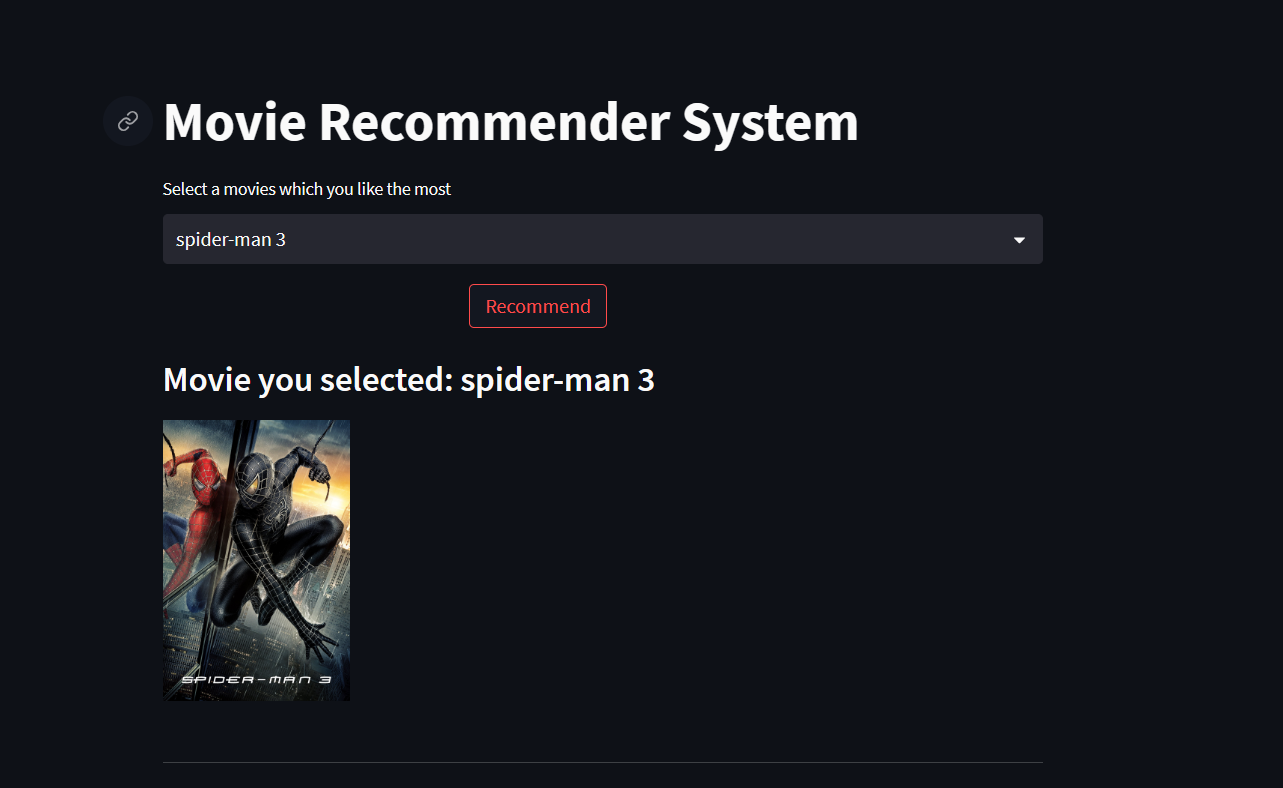 Movie Recommender System
Select a movies which you like the most
spider-man 3
Recommend
Movie you selected: spider-man 3
SPIDER-MAN 3